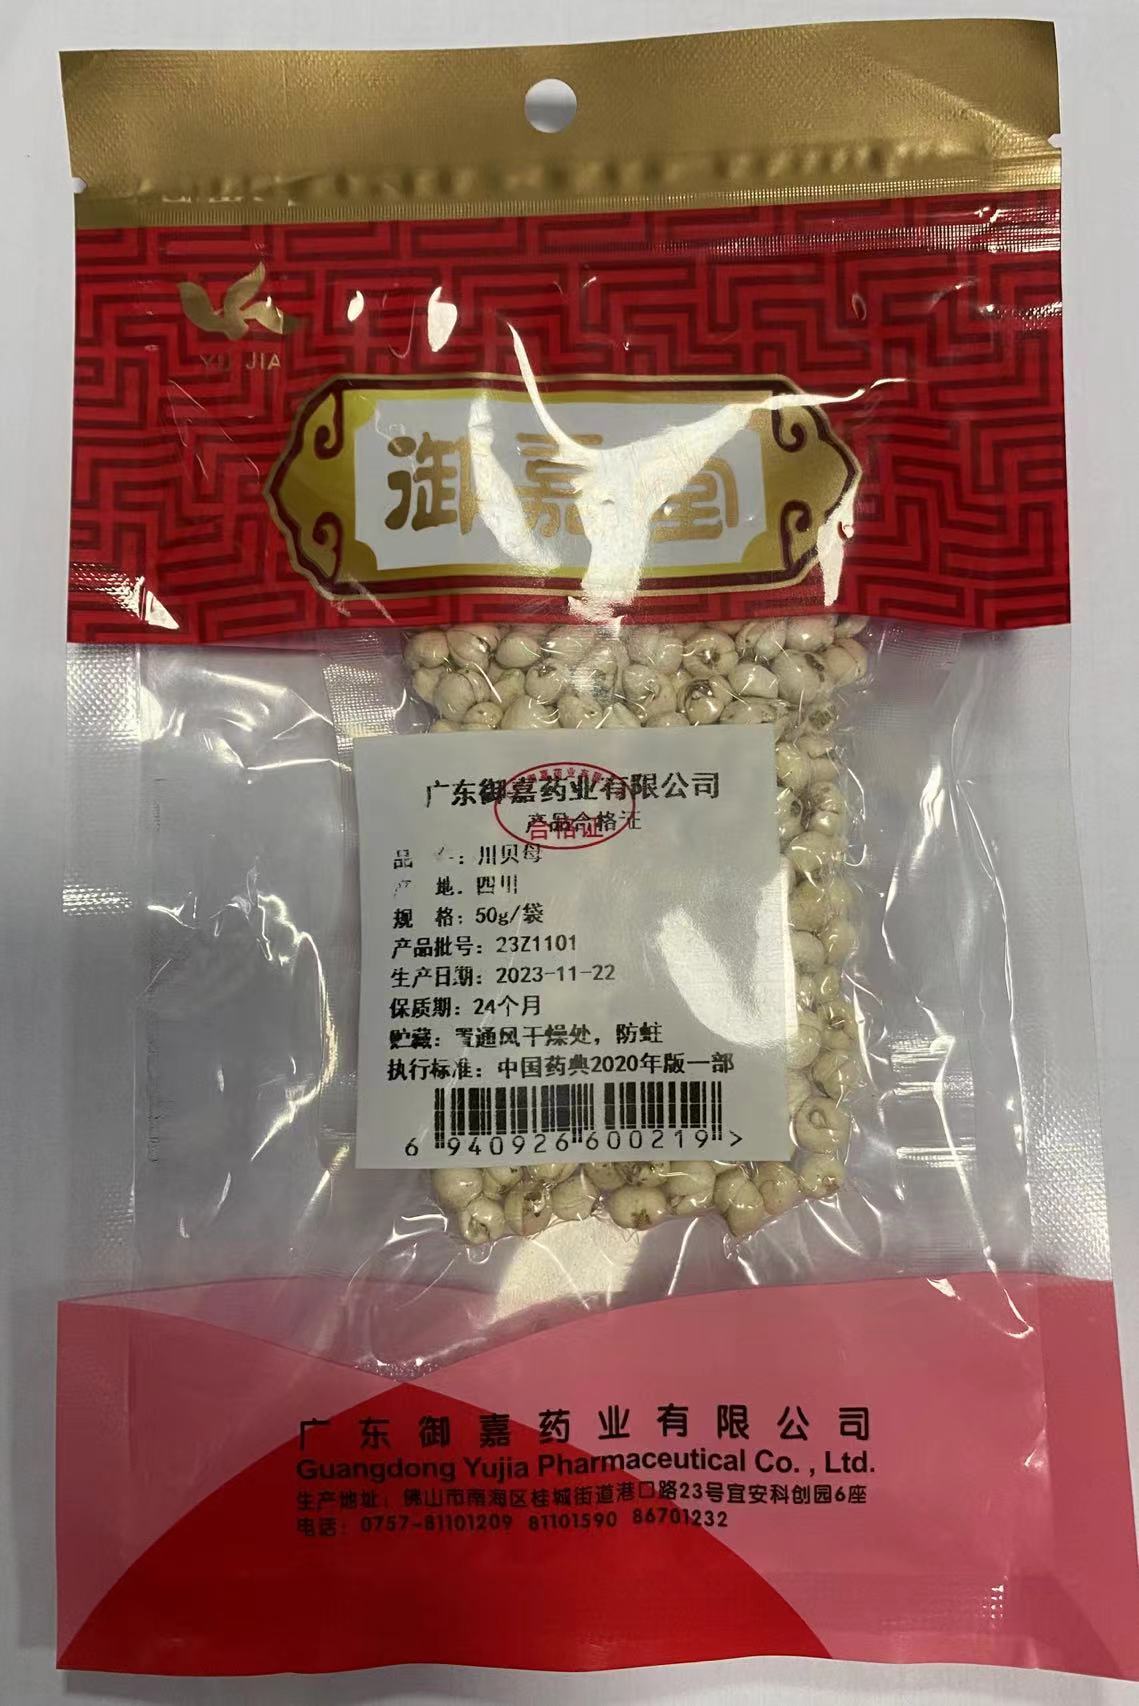 YU JIA
御嘉堂
广东御嘉药业有限公司
产品合格证
合格证
品 名：川贝母
产 地：四川
规 格：50g/袋
产品批号：23Z1101
生产日期：2023-11-22
保质期：24个月
贮藏：置通风干燥处，防蛀
执行标准：中国药典2020年版一部
6 940926 600219 >
广东御嘉药业有限公司
Guangdong Yujia Pharmaceutical Co. , Ltd.
生产地址：佛山市南海区桂城街道港口路23号宜安科创园6座
电话：0757-81101209 81101590 86701232